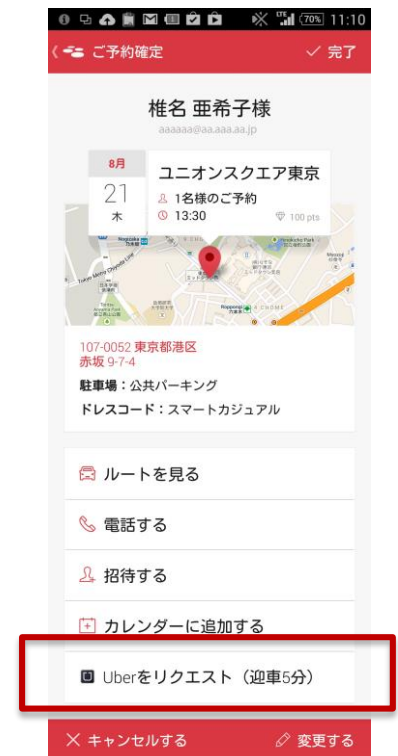 70% 11:10
ご予約確定
完了
椎名 亜希子様
aaaaaa@aa.aaa.aa.jp
8月
21
木
ユニオンスクエア東京
1名様のご予約
13:30
100 pts
Nogizaka
乃木坂
Roppongi
107-0052 東京都港区
赤坂 9-7-4
駐車場：公共パーキング
ドレスコード：スマートカジュアル
ルートを見る
電話する
招待する
カレンダーに追加する
Uberをリクエスト（迎車5分）
キャンセルする
変更する